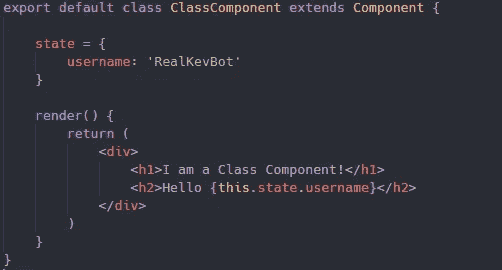 export default class ClassComponent extends Component {
state = {
username: 'RealKevBot'
}
render() {
return (
<div>
<h1>I am a Class Component!</h1>
<h2>Hello {this.state.username}</h2>
</div>
)
}
}